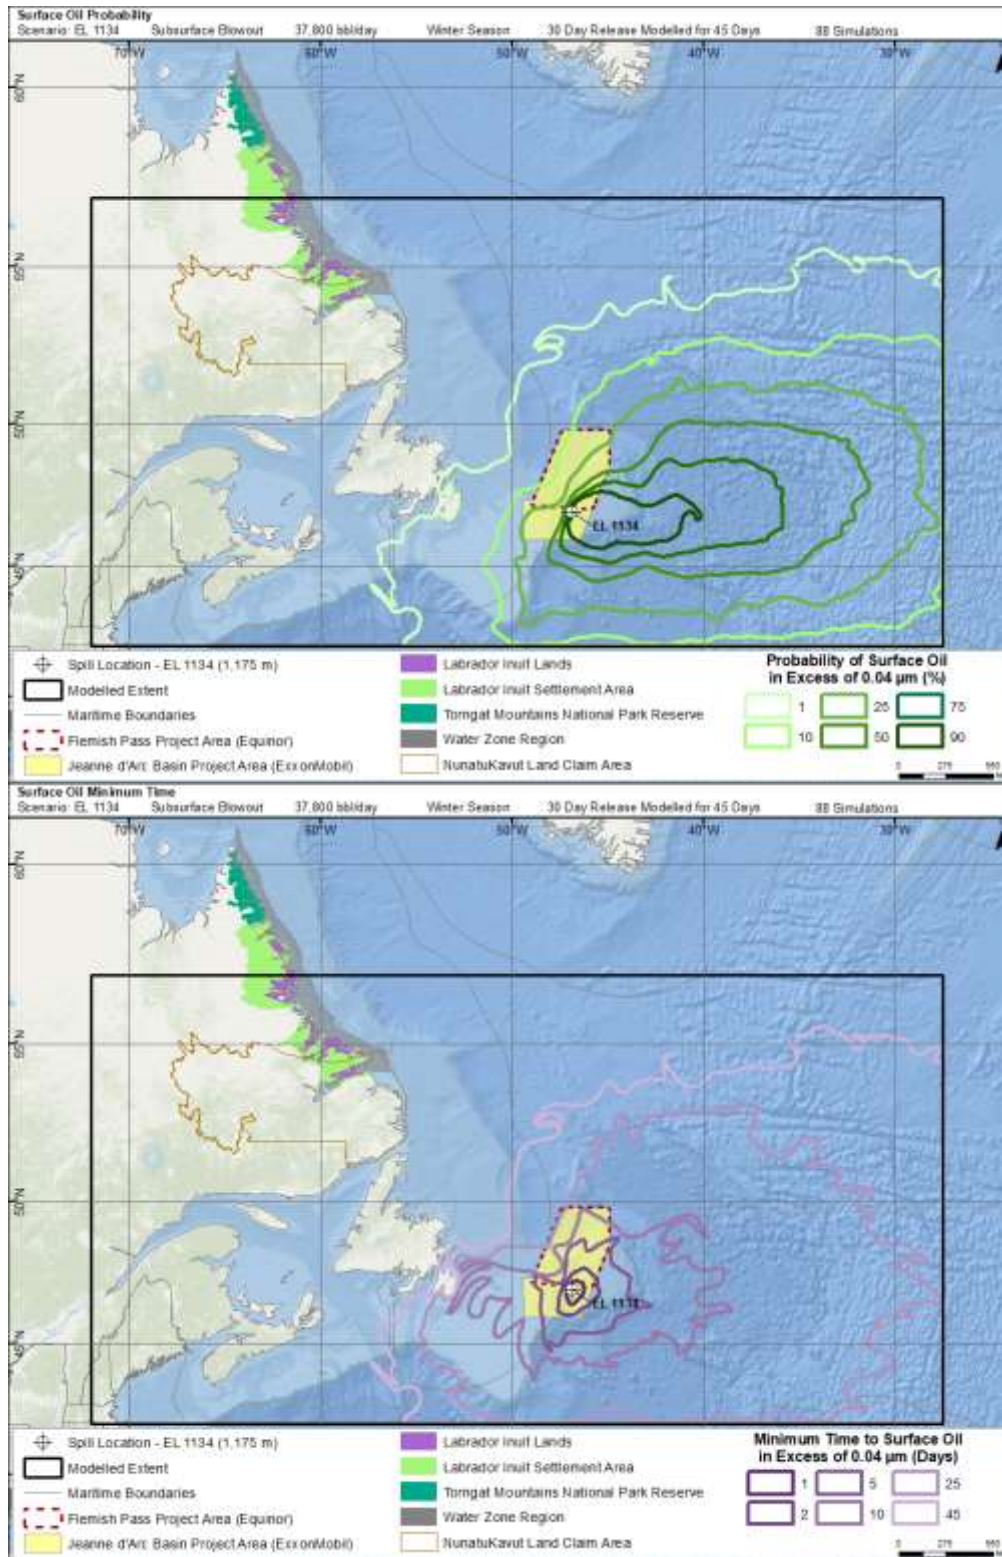 Surface Oil Probability
Scenario: EL 1134 Subsurface Blowout 37,800 bbl/day Winter Season 30 Day Release Modelled for 45 Days 88 Simulations
70°W 60°W 50°W 40°W 30°W
60°N
55°N
50°N
EL 1134
45°N
Spill Location - EL 1134 (1,175 m)
Modelled Extent
Maritime Boundaries
Flemish Pass Project Area (Equinor)
Jeanne d'Arc Basin Project Area (ExxonMobil)
Labrador Inuit Lands
Labrador Inuit Settlement Area
Torngat Mountains National Park Reserve
Water Zone Region
NunatuKavut Land Claim Area
Probability of Surface Oil
in Excess of 0.04 µm (%)
1 25 75
10 50 90
0 275 550
Surface Oil Minimum Time
Scenario: EL 1134 Subsurface Blowout 37,800 bbl/day Winter Season 30 Day Release Modelled for 45 Days 88 Simulations
70°W 60°W 50°W 40°W 30°W
60°N
55°N
50°N
EL 1134
45°N
Spill Location - EL 1134 (1,175 m)
Modelled Extent
Maritime Boundaries
Flemish Pass Project Area (Equinor)
Jeanne d'Arc Basin Project Area (ExxonMobil)
Labrador Inuit Lands
Labrador Inuit Settlement Area
Torngat Mountains National Park Reserve
Water Zone Region
NunatuKavut Land Claim Area
Minimum Time to Surface Oil
in Excess of 0.04 µm (Days)
1 5 25
2 10 45
0 275 550